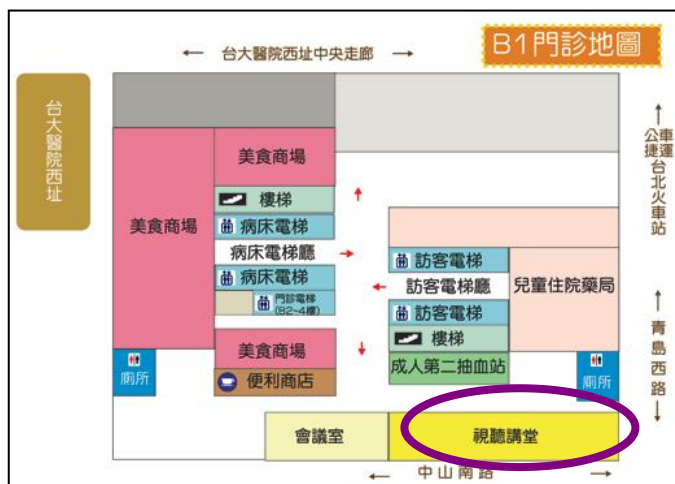 B1門診地圖
← 台大醫院西址中央走廊 →
台大醫院西址
美食商場
樓梯
病床電梯
美食商場
病床電梯廳
訪客電梯
病床電梯
訪客電梯廳
兒童住院藥局
門診電梯
(B2~4樓)
訪客電梯
樓梯
美食商場
成人第二抽血站
廁所
便利商店
廁所
會議室
視聽講堂
← 中山南路 →
← 公車
捷運
台北火車站 →
← 青島西路 →